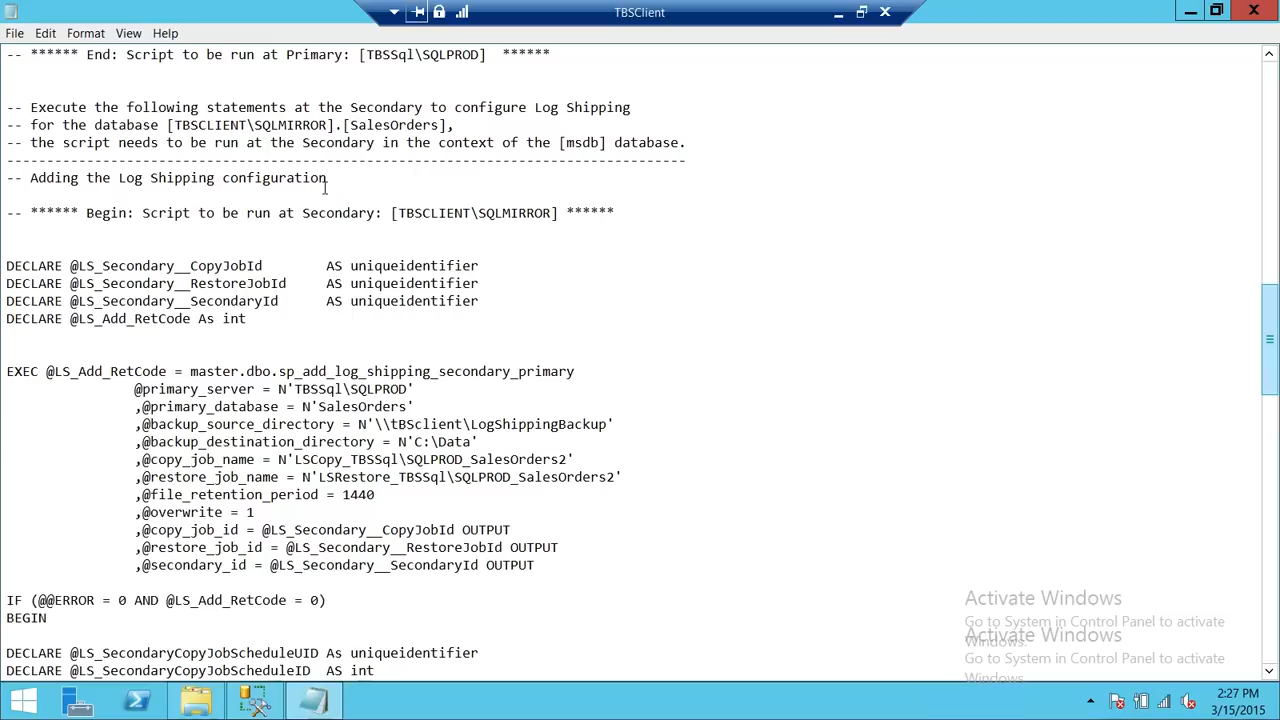 TBSClient
File Edit Format View Help
-- ****** End: Script to be run at Primary: [TBSSql\SQLPROD]  ******
-- Execute the following statements at the Secondary to configure Log Shipping
-- for the database [TBSCLIENT\SQLMIRROR].[SalesOrders],
-- the script needs to be run at the Secondary in the context of the [msdb] database.
-------------------------------------------------------------------------------------
-- Adding the Log Shipping configuration
-- ****** Begin: Script to be run at Secondary: [TBSCLIENT\SQLMIRROR] ******
DECLARE @LS_Secondary__CopyJobId AS uniqueidentifier
DECLARE @LS_Secondary__RestoreJobId AS uniqueidentifier
DECLARE @LS_Secondary__SecondaryId AS uniqueidentifier
DECLARE @LS_Add_RetCode As int
EXEC @LS_Add_RetCode = master.dbo.sp_add_log_shipping_secondary_primary
@primary_server = N'TBSSql\SQLPROD'
,@primary_database = N'SalesOrders'
,@backup_source_directory = N'\\tBSclient\LogShippingBackup'
,@backup_destination_directory = N'C:\Data'
,@copy_job_name = N'LSCopy_TBSSql\SQLPROD_SalesOrders2'
,@restore_job_name = N'LSRestore_TBSSql\SQLPROD_SalesOrders2'
,@file_retention_period = 1440
,@overwrite = 1
,@copy_job_id = @LS_Secondary__CopyJobId OUTPUT
,@restore_job_id = @LS_Secondary__RestoreJobId OUTPUT
,@secondary_id = @LS_Secondary__SecondaryId OUTPUT
IF (@@ERROR = 0 AND @LS_Add_RetCode = 0)
BEGIN
DECLARE @LS_SecondaryCopyJobScheduleUID As uniqueidentifier
DECLARE @LS_SecondaryCopyJobScheduleID AS int
Activate Windows
Go to System in Control Panel to activate
Windows.
Activate Windows
Go to System in Control Panel to activate
Windows.
2:27 PM
3/15/2015